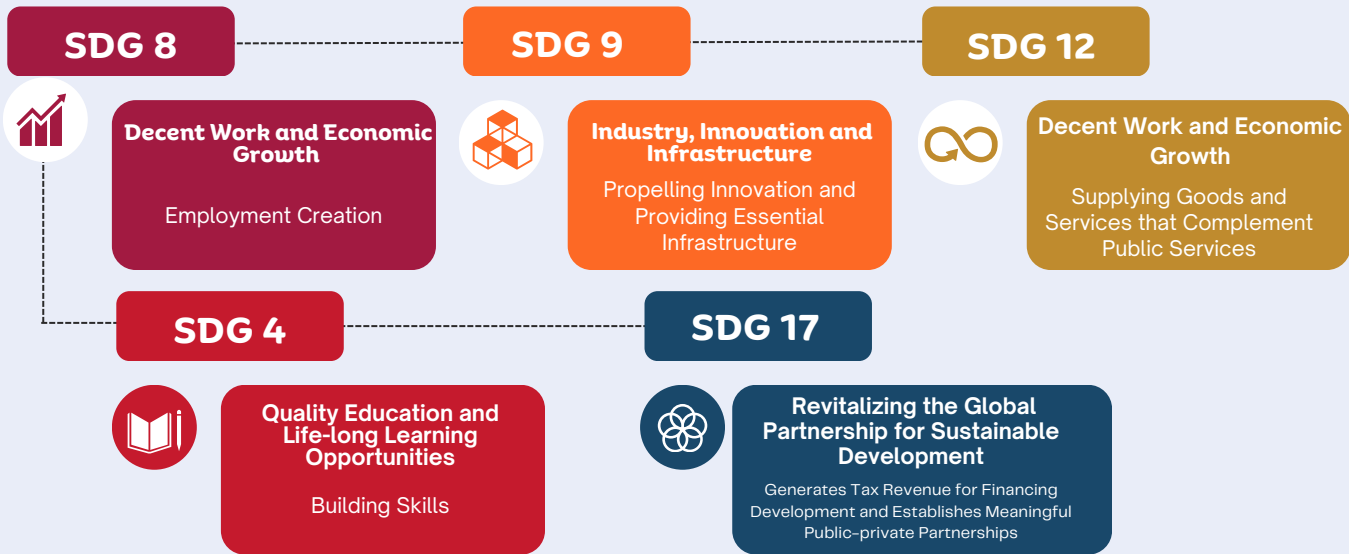 SDG 8
SDG 9
SDG 12
Decent Work and Economic
Growth
Employment Creation
Industry, Innovation and
Infrastructure
Propelling Innovation and
Providing Essential
Infrastructure
Decent Work and Economic
Growth
Supplying Goods and
Services that Complement
Public Services
SDG 4
SDG 17
Quality Education and
Life-long Learning
Opportunities
Building Skills
Revitalizing the Global
Partnership for Sustainable
Development
Generates Tax Revenue for Financing
Development and Establishes Meaningful
Public-private Partnerships